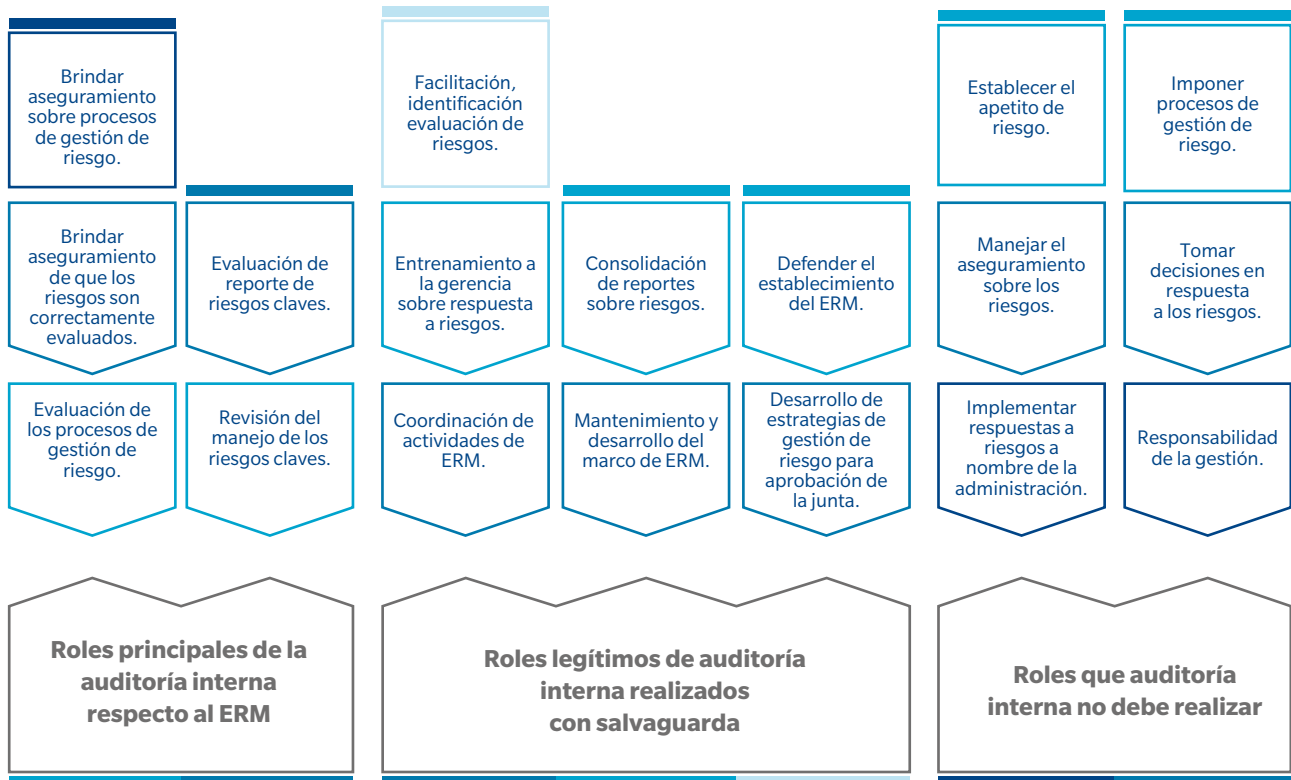 Brindar
aseguramiento
sobre procesos
de gestión de
riesgo.
Facilitación,
identificación
evaluación de
riesgos.
Establecer el
apetito de
riesgo.
Imponer
procesos de
gestión de
riesgo.
Brindar
aseguramiento
de que los
riesgos son
correctamente
evaluados.
Evaluación de
reporte de
riesgos claves.
Entrenamiento a
la gerencia
sobre respuesta
a riesgos.
Consolidación
de reportes
sobre riesgos.
Defender el
establecimiento
del ERM.
Manejar el
aseguramiento
sobre los
riesgos.
Tomar
decisiones en
respuesta
a los riesgos.
Evaluación de
los procesos de
gestión de
riesgo.
Revisión del
manejo de los
riesgos claves.
Coordinación de
actividades de
ERM.
Mantenimiento y
desarrollo del
marco de ERM.
Desarrollo de
estrategias de
gestión de
riesgo para
aprobación de
la junta.
Implementar
respuestas a
riesgos a
nombre de la
administración.
Responsabilidad
de la gestión.
Roles principales de la
auditoría interna
respecto al ERM
Roles legítimos de auditoría
interna realizados
con salvaguarda
Roles que auditoría
interna no debe realizar